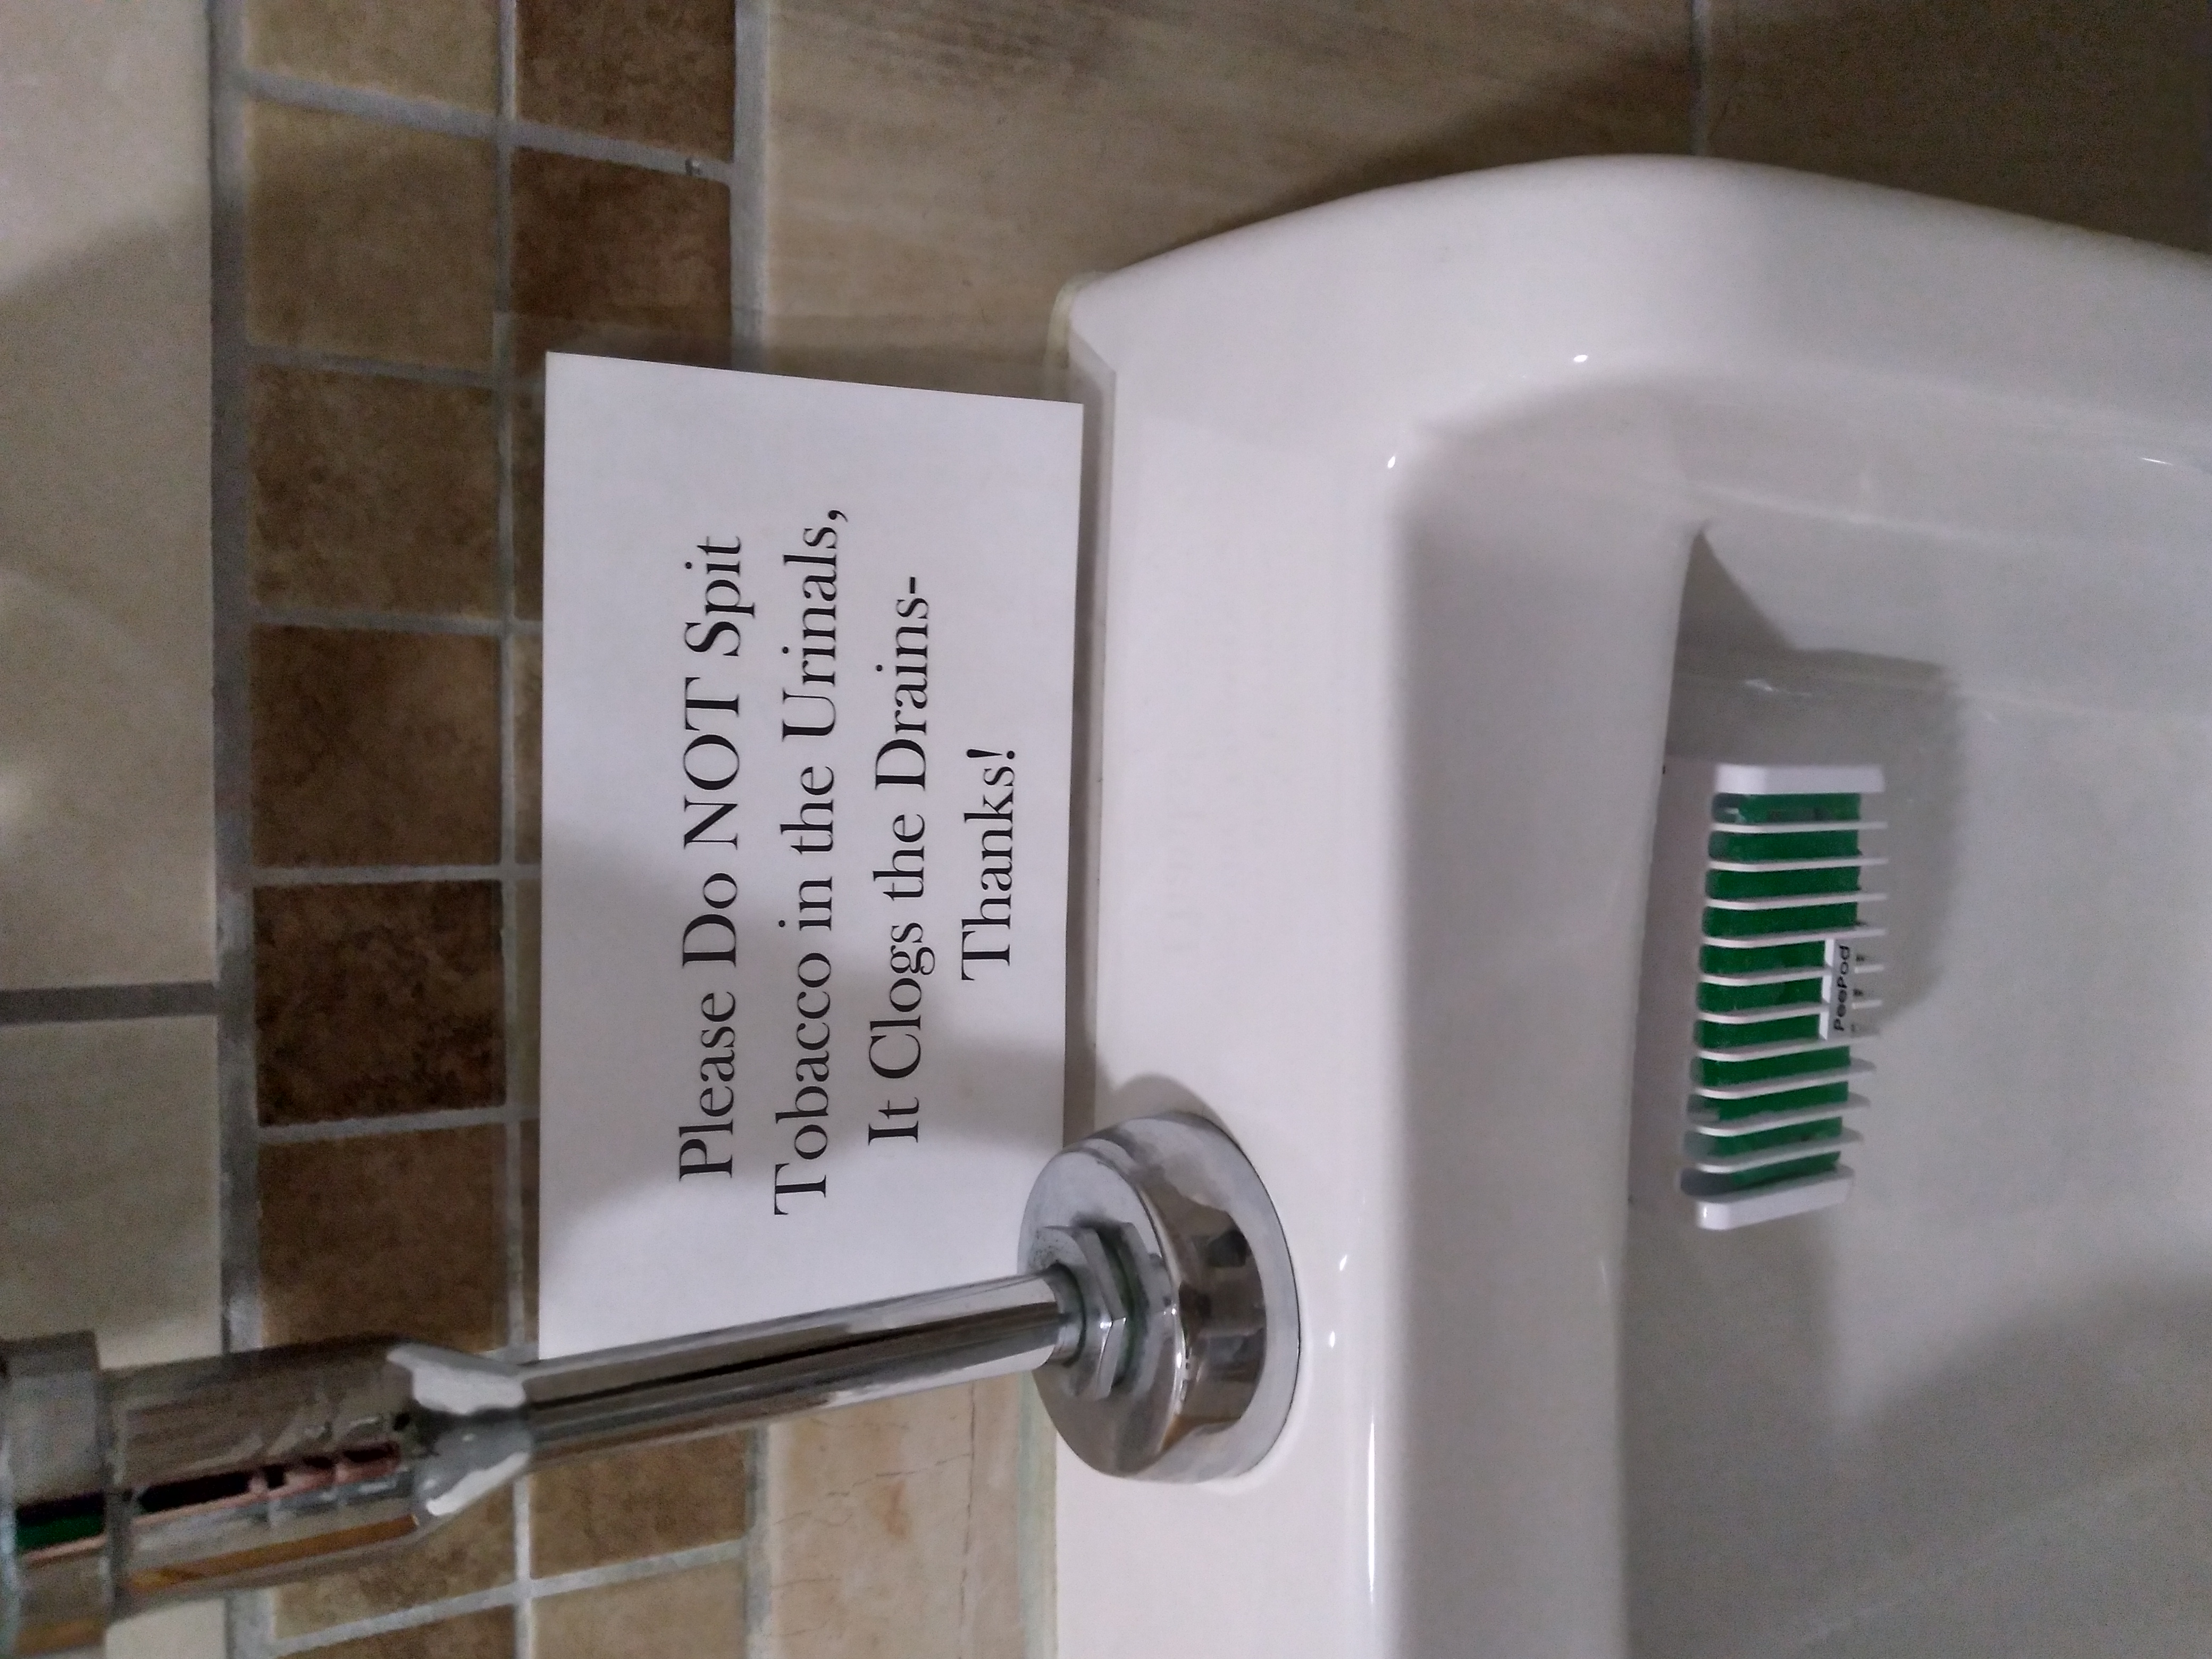 Please Do NOT Spit
Tobacco in the Urinals,
It Clogs the Drains-
Thanks!
PeePod